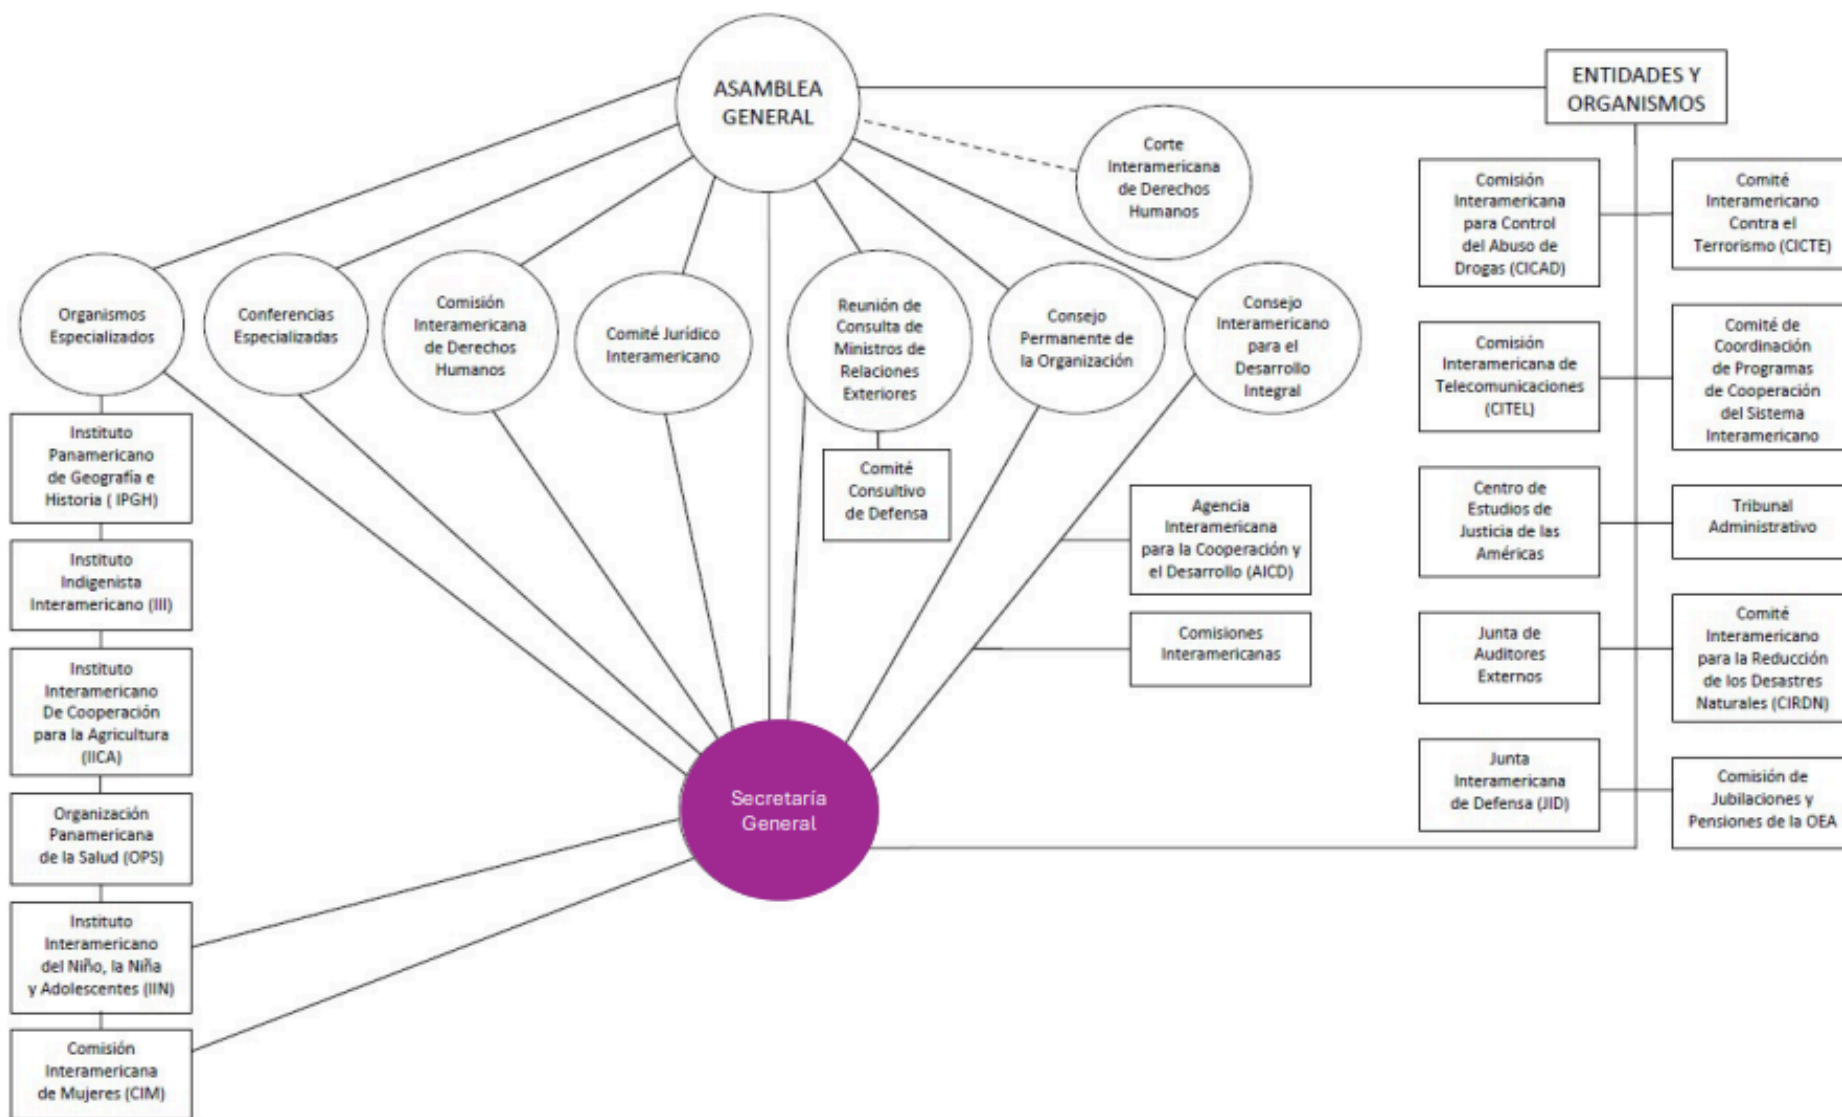 ASAMBLEA
GENERAL
ENTIDADES Y
ORGANISMOS
Corte
Interamericana
de Derechos
Humanos
Organismos
Especializados
Conferencias
Especializadas
Comisión
Interamericana
de Derechos
Humanos
Comité Jurídico
Interamericano
Reunión de
Consulta de
Ministros de
Relaciones
Exteriores
Consejo
Permanente de
la Organización
Consejo
Interamericano
para el
Desarrollo
Integral
Instituto
Panamericano
de Geografía e
Historia ( IPGH)
Instituto
Indigenista
Interamericano (III)
Instituto
Interamericano
De Cooperación
para la Agricultura
(IICA)
Organización
Panamericana
de la Salud (OPS)
Instituto
Interamericano
del Niño, la Niña
y Adolescentes (IIN)
Comisión
Interamericana
de Mujeres (CIM)
Comité
Consultivo
de Defensa
Agencia
Interamericana
para la Cooperación y
el Desarrollo (AICD)
Comisiones
Interamericanas
Secretaría
General
Comisión
Interamericana
para Control
del Abuso de
Drogas (CICAD)
Comité
Interamericano
Contra el
Terrorismo (CICTE)
Comisión
Interamericana de
Telecomunicaciones
(CITEL)
Comité de
Coordinación
de Programas
de Cooperación
del Sistema
Interamericano
Centro de
Estudios de
Justicia de las
Américas
Tribunal
Administrativo
Junta de
Auditores
Externos
Comité
Interamericano
para la Reducción
de los Desastres
Naturales (CIRDN)
Junta
Interamericana
de Defensa (JID)
Comisión de
Jubilaciones y
Pensiones de la OEA